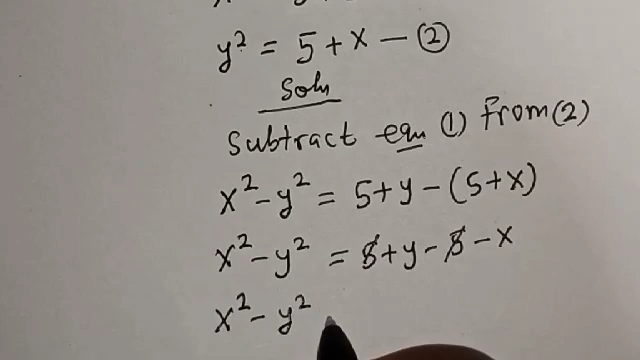 y² = 5 + x — ②
Soln
Subtract eqn (1) From (2)
x² - y² = 5 + y - (5 + x)
x² - y² = 5 + y - 5 - x
x² - y²